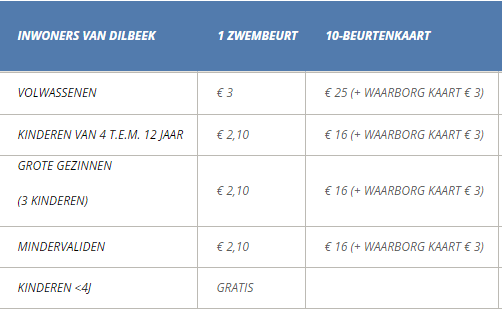 INWONERS VAN DILBEEK 1 ZWEMBEURT 10-BEURTENKAART
VOLWASSENEN € 3 € 25 (+ WAARBORG KAART € 3)
KINDEREN VAN 4 T.E.M. 12 JAAR € 2,10 € 16 (+ WAARBORG KAART € 3)
GROTE GEZINNEN
(3 KINDEREN) € 2,10 € 16 (+ WAARBORG KAART € 3)
MINDERVALIDEN € 2,10 € 16 (+ WAARBORG KAART € 3)
KINDEREN <4J GRATIS